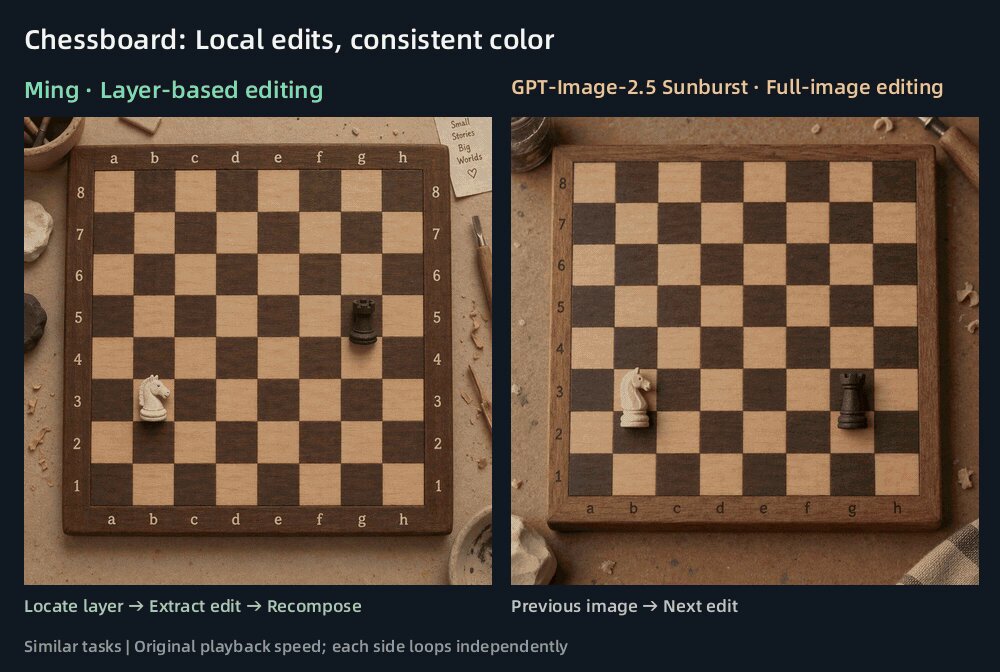 Chessboard: Local edits, consistent color
Ming · Layer-based editing
GPT-Image-2.5 Sunburst · Full-image editing
Small
Stories
Big
Worlds
♡
a b c d e f g h
8 8
7 7
6 6
5 5
4 4
3 3
2 2
1 1
a b c d e f g h
8
7
6
5
4
3
2
1
a b c d e f g h
Locate layer → Extract edit → Recompose
Previous image → Next edit
Similar tasks | Original playback speed; each side loops independently